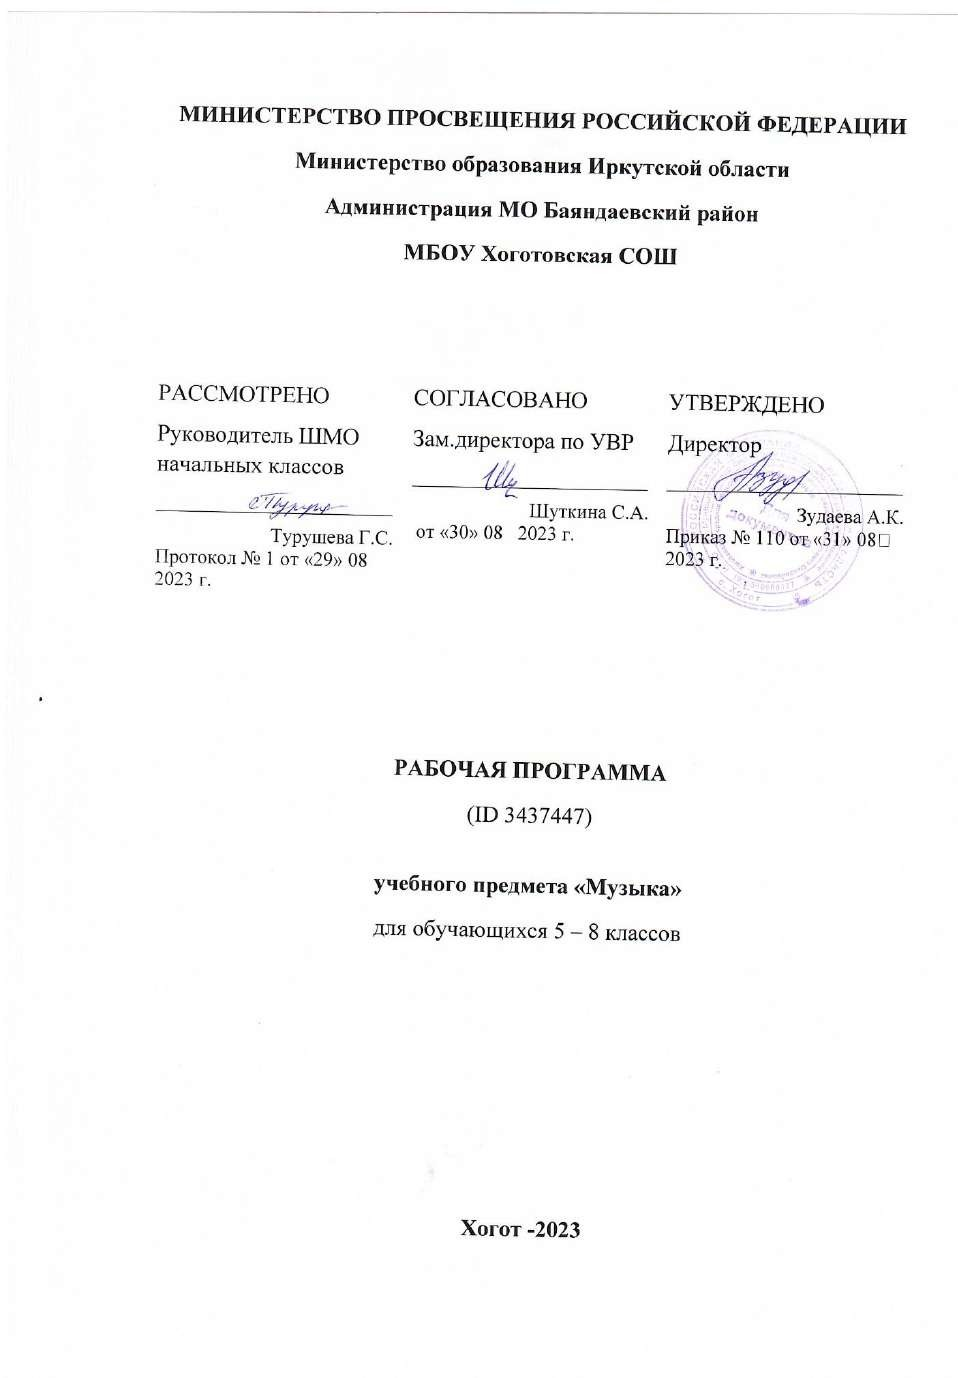 МИНИСТЕРСТВО ПРОСВЕЩЕНИЯ РОССИЙСКОЙ ФЕДЕРАЦИИ
Министерство образования Иркутской области
Администрация МО Баяндаевский район
МБОУ Хоготовская СОШ
РАССМОТРЕНО
Руководитель ШМО
начальных классов
Турушева Г.С.
Протокол № 1 от «29» 08
2023 г.
СОГЛАСОВАНО
Зам.директора по УВР
Шуткина С.А.
от «30» 08 2023 г.
УТВЕРЖДЕНО
Директор
Зудаева А.К.
Приказ № 110 от «31» 08□
2023 г.
с. Хогот
РАБОЧАЯ ПРОГРАММА
(ID 3437447)
учебного предмета «Музыка»
для обучающихся 5 – 8 классов
Хогот -2023